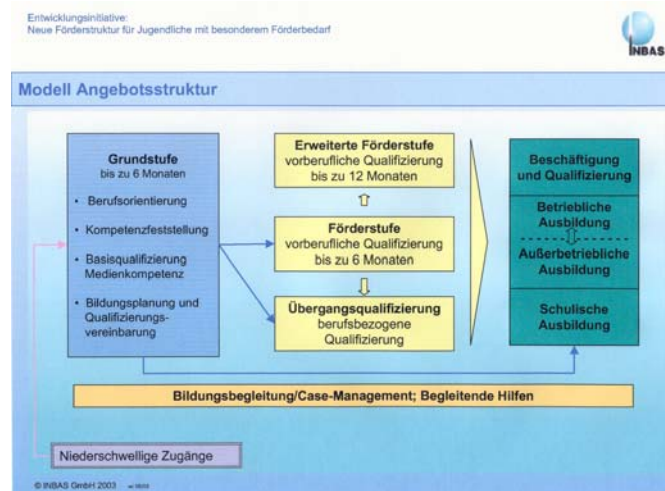 Entwicklungsinitiative:
Neue Förderstruktur für Jugendliche mit besonderem Förderbedarf
INBAS
Modell Angebotsstruktur
Grundstufe
bis zu 6 Monaten
• Berufsorientierung
• Kompetenzfeststellung
• Basisqualifizierung
Medienkompetenz
• Bildungsplanung und
Qualifizierungs-
vereinbarung
Erweiterte Förderstufe
vorberufliche Qualifizierung
bis zu 12 Monaten
Förderstufe
vorberufliche Qualifizierung
bis zu 6 Monaten
Übergangsqualifizierung
berufsbezogene
Qualifizierung
Beschäftigung
und Qualifizierung
Betriebliche
Ausbildung
Außerbetriebliche
Ausbildung
Schulische
Ausbildung
Bildungsbegleitung/Case-Management; Begleitende Hilfen
Niederschwellige Zugänge
© INBAS GmbH 2003